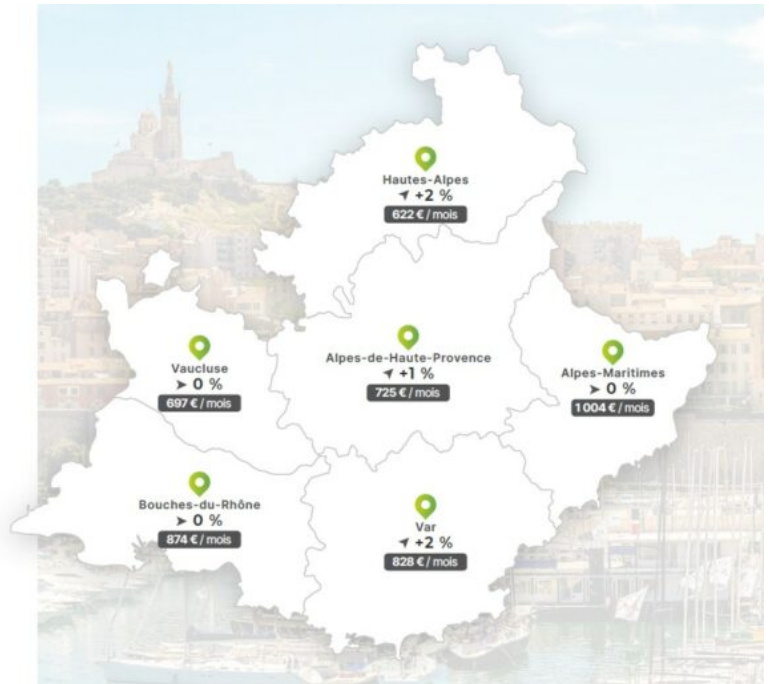 Hautes-Alpes
+2 %
622 € / mois
Vaucluse
0 %
697 € / mois
Alpes-de-Haute-Provence
+1 %
725 € / mois
Alpes-Maritimes
0 %
1 004 € / mois
Bouches-du-Rhône
0 %
874 € / mois
Var
+2 %
828 € / mois